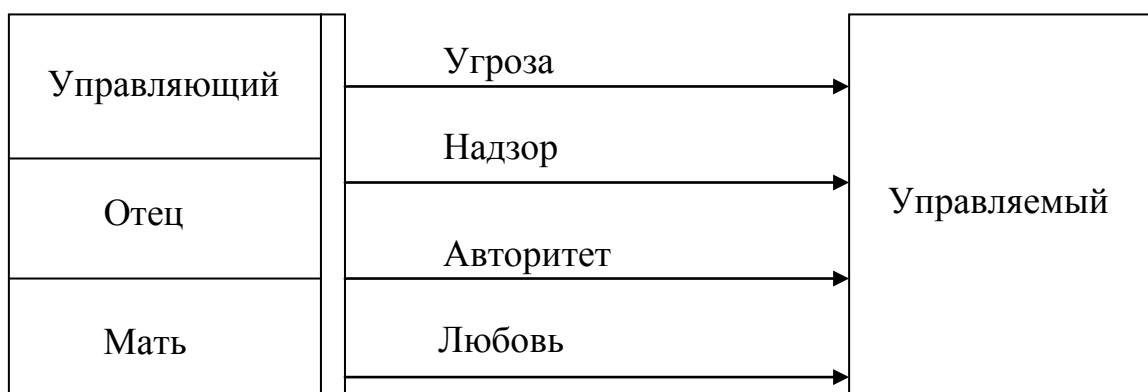 Управляющий
Отец
Мать
Угроза
Надзор
Авторитет
Любовь
Управляемый